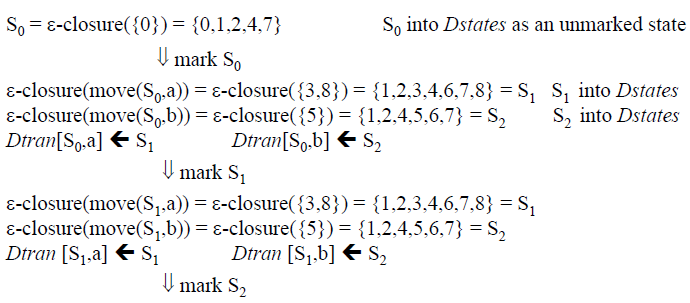 S₀ = ε-closure({0}) = {0,1,2,4,7} S₀ into Dstates as an unmarked state
⇓ mark S₀
ε-closure(move(S₀,a)) = ε-closure({3,8}) = {1,2,3,4,6,7,8} = S₁ S₁ into Dstates
ε-closure(move(S₀,b)) = ε-closure({5}) = {1,2,4,5,6,7} = S₂ S₂ into Dstates
Dtran[S₀,a] 🡸 S₁ Dtran[S₀,b] 🡸 S₂
⇓ mark S₁
ε-closure(move(S₁,a)) = ε-closure({3,8}) = {1,2,3,4,6,7,8} = S₁
ε-closure(move(S₁,b)) = ε-closure({5}) = {1,2,4,5,6,7} = S₂
Dtran [S₁,a] 🡸 S₁ Dtran [S₁,b] 🡸 S₂
⇓ mark S₂